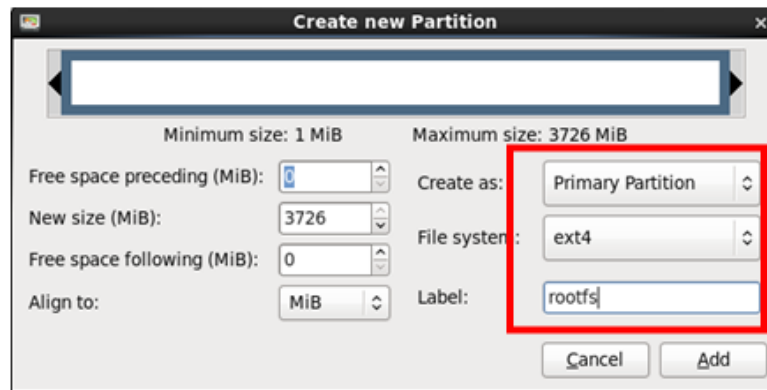 Create new Partition
Minimum size: 1 MiB Maximum size: 3726 MiB
Free space preceding (MiB): 0
Create as: Primary Partition
New size (MiB): 3726
File system: ext4
Free space following (MiB): 0
Align to: MiB
Label: rootfs
Cancel Add